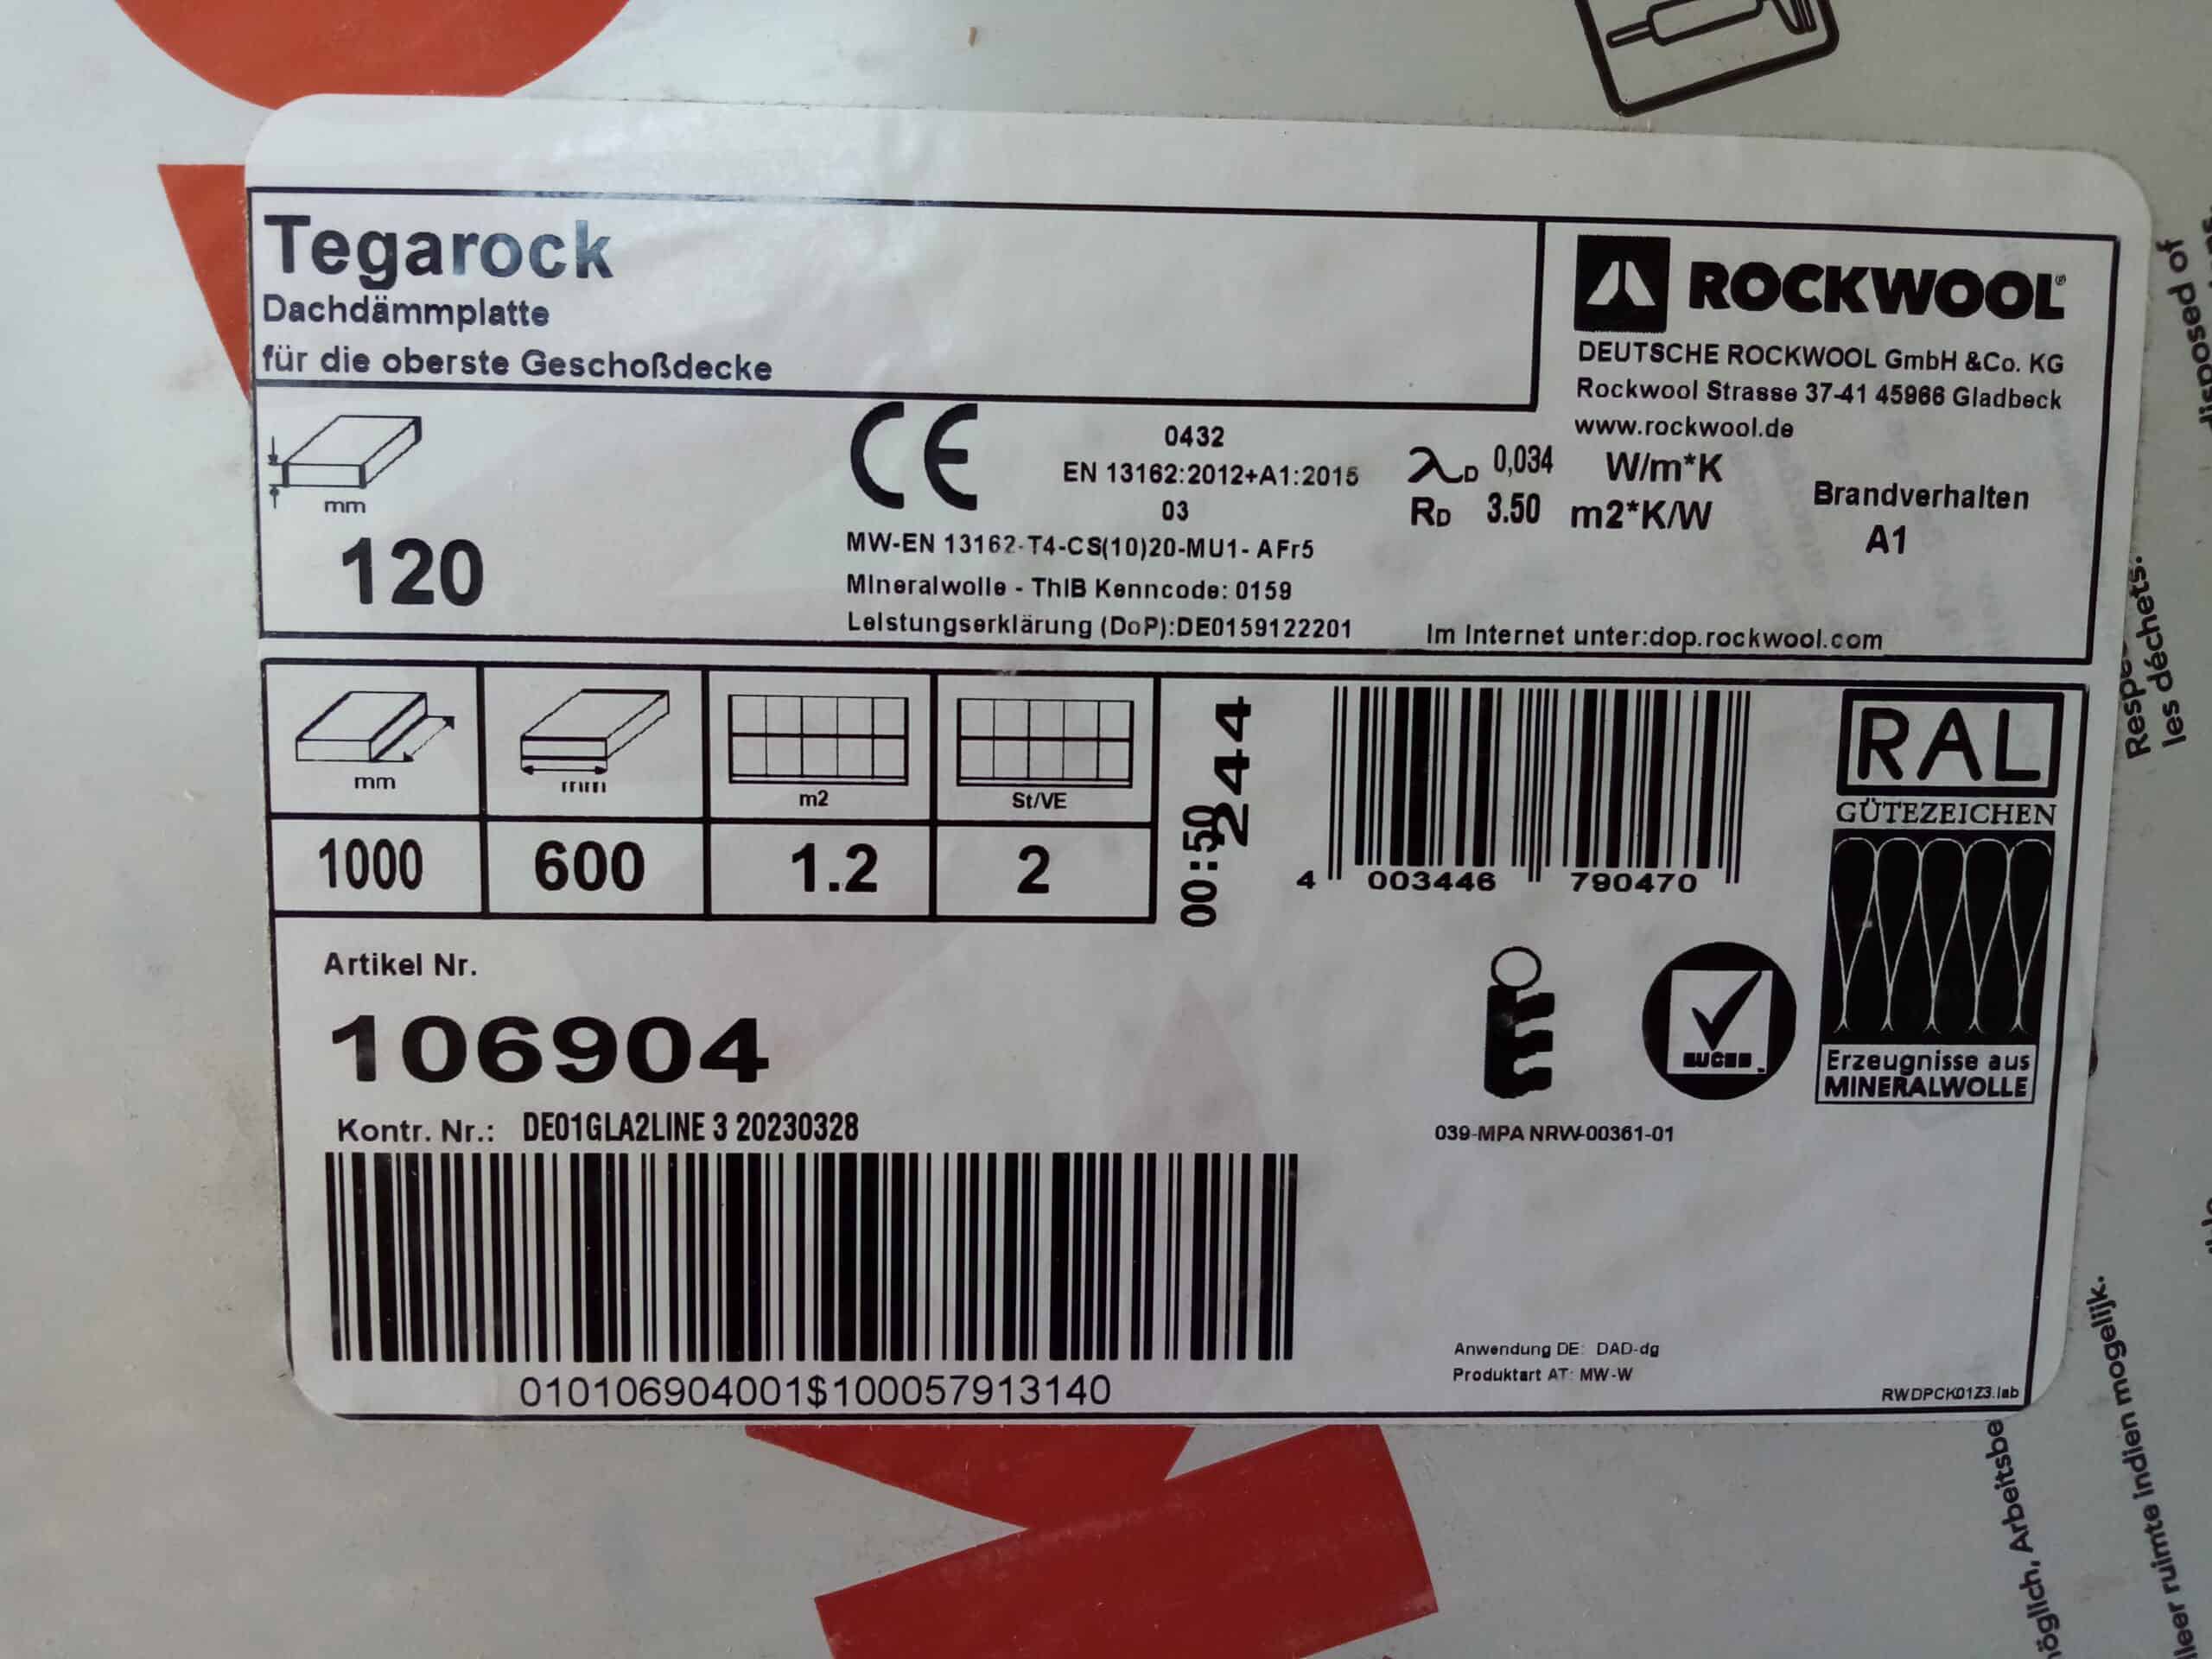 Tegarock
Dachdämmplatte
für die oberste Geschoßdecke
ROCKWOOL®
DEUTSCHE ROCKWOOL GmbH &Co. KG
Rockwool Strasse 37-41 45966 Gladbeck
www.rockwool.de
mm
120
CE
0432
EN 13162:2012+A1:2015
03
MW-EN 13162-T4-CS(10)20-MU1- AFr5
Mineralwolle - ThIB Kenncode: 0159
Leistungserklärung (DoP):DE0159122201
λD 0,034 W/m*K
RD 3.50 m2*K/W
Brandverhalten
A1
Im Internet unter:dop.rockwool.com
mm
mm
m2
St/VE
1000
600
1.2
2
244
00:50
4 003446 790470
RAL
GÜTEZEICHEN
Erzeugnisse aus
MINERALWOLLE
Artikel Nr.
106904
Kontr. Nr.: DE01GLA2LINE 3 20230328
010106904001$100057913140
EUCEB
039-MPA NRW-00361-01
Anwendung DE: DAD-dg
Produktart AT: MW-W
RWDPCK01Z3.lab
disposed of
les déchets.
leer ruimte indien mogelijk.